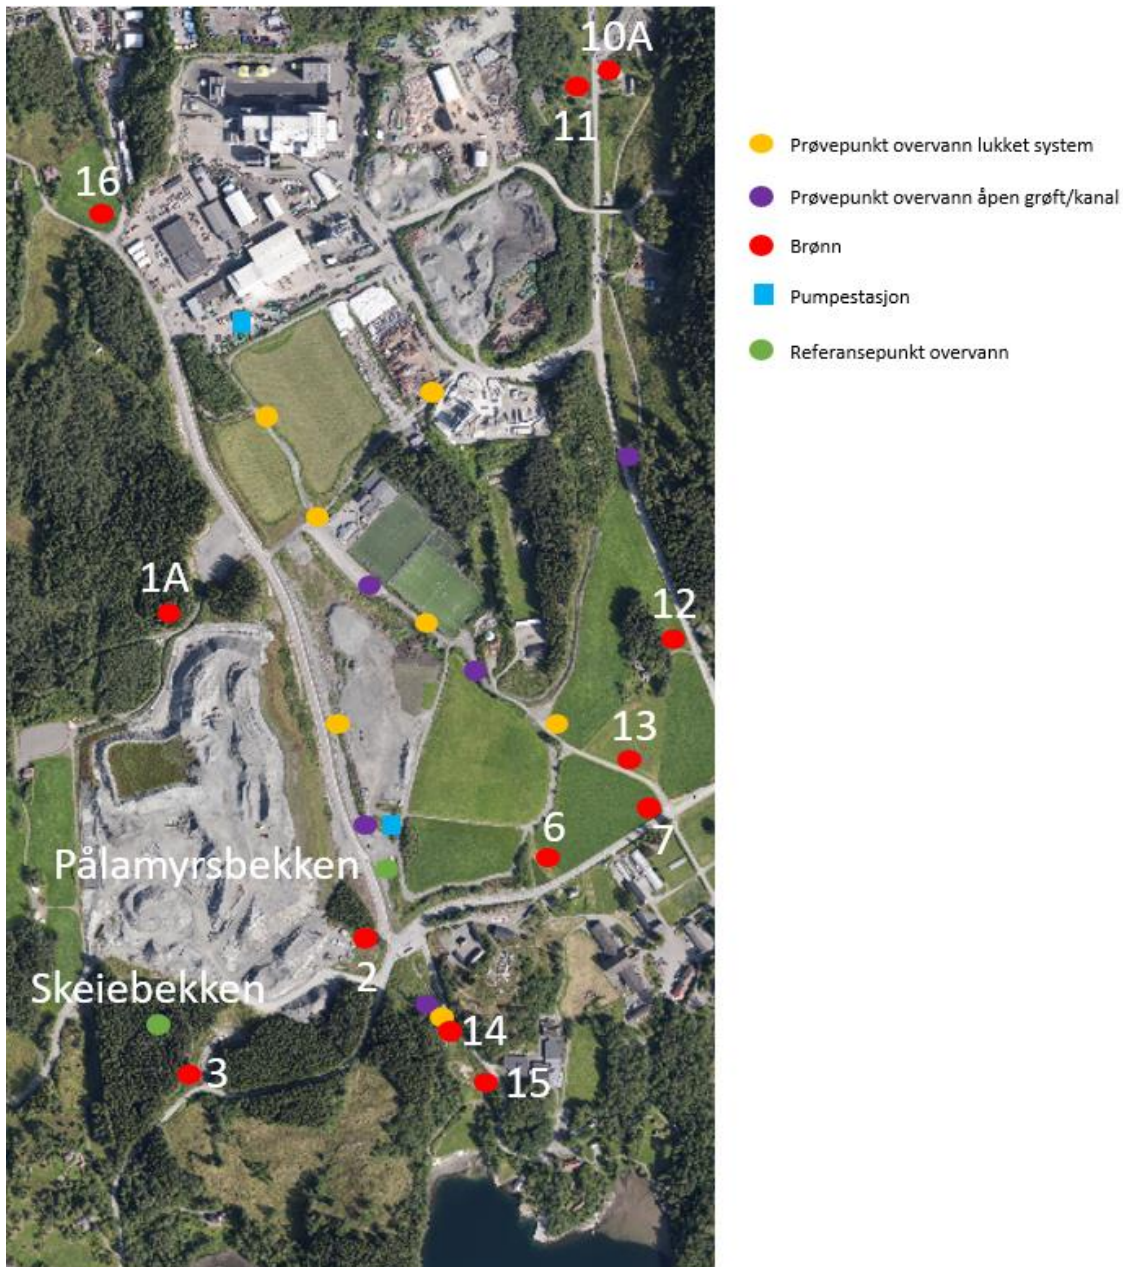 10A
11
16
Prøvepunkt overvann lukket system
Prøvepunkt overvann åpen grøft/kanal
Brønn
Pumpestasjon
Referansepunkt overvann
1A
12
13
6
7
Pålamyrsbekken
2
Skeiebekken
14
3
15